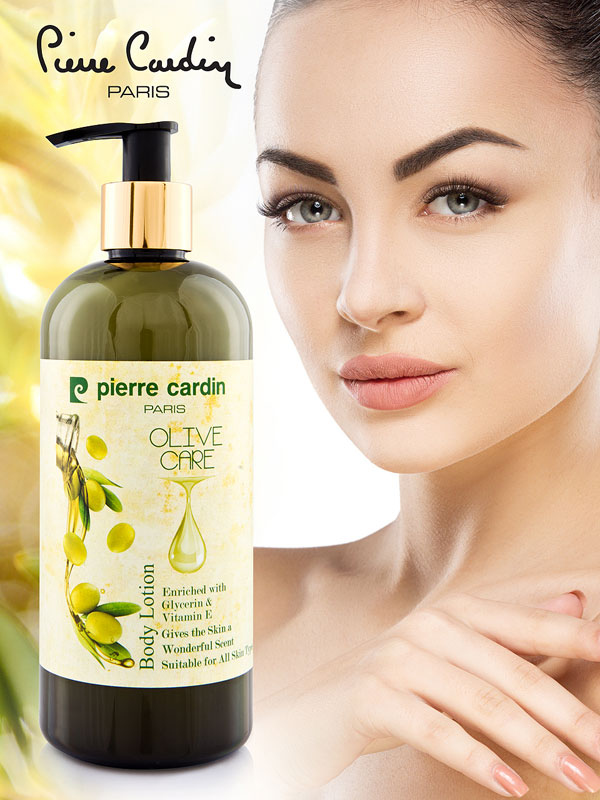 Pierre Cardin
PARIS
pierre cardin
PARIS
OLIVE
CARE
Body Lotion
Enriched with
Glycerin &
Vitamin E
Gives the Skin a
Wonderful Scent
Suitable for All Skin